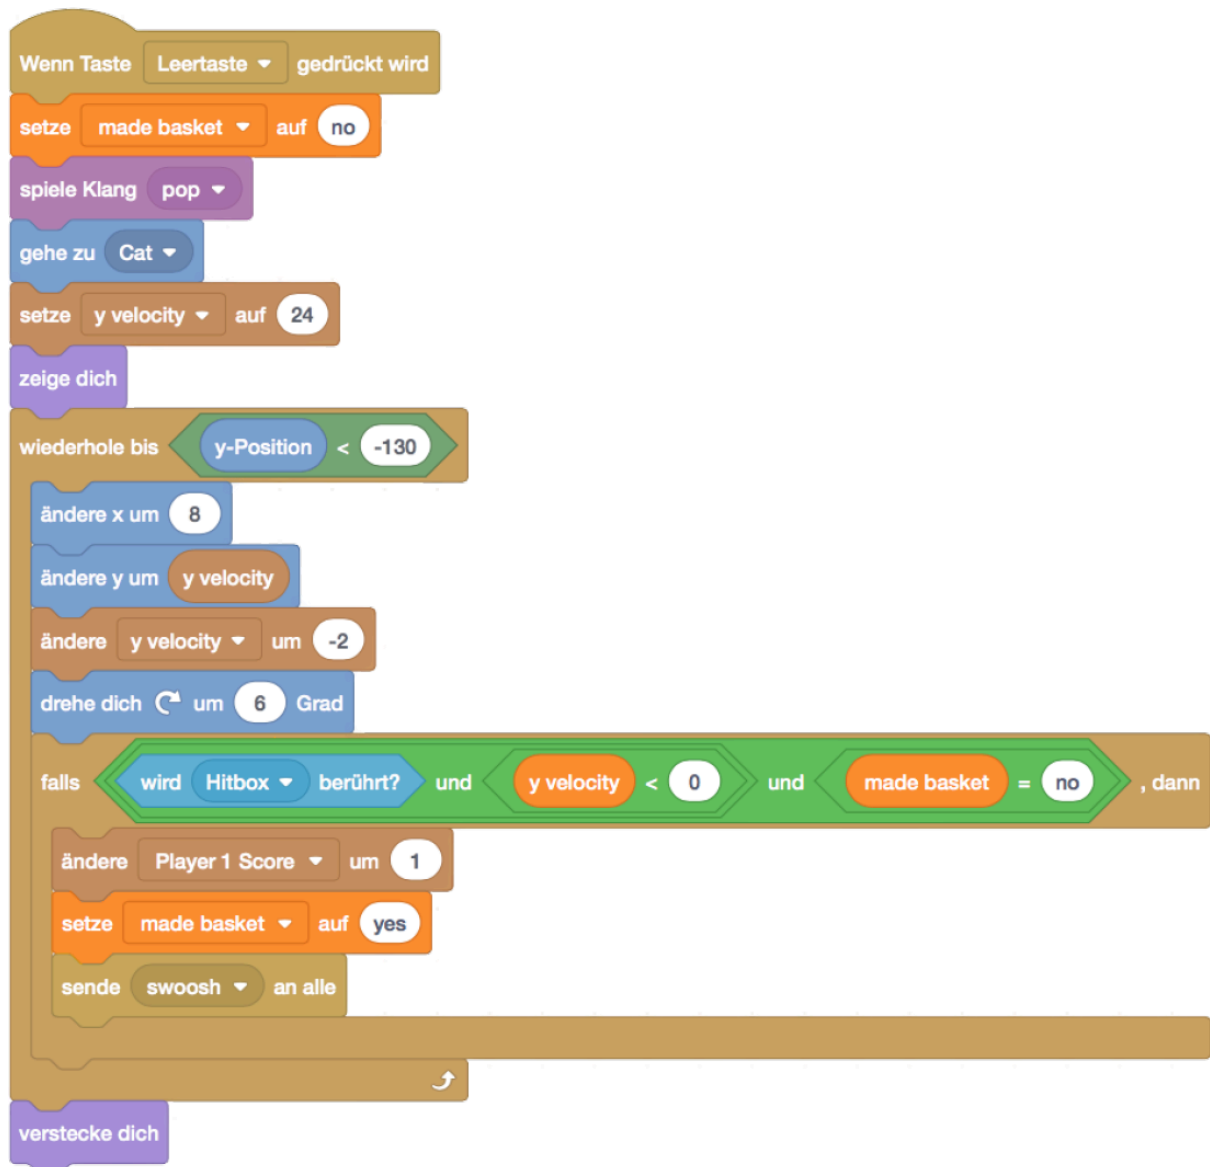 Wenn Taste Leertaste gedrückt wird
setze made basket auf no
spiele Klang pop
gehe zu Cat
setze y velocity auf 24
zeige dich
wiederhole bis y-Position < -130
ändere x um 8
ändere y um y velocity
ändere y velocity um -2
drehe dich um 6 Grad
falls wird Hitbox berührt? und y velocity < 0 und made basket = no , dann
ändere Player 1 Score um 1
setze made basket auf yes
sende swoosh an alle
verstecke dich